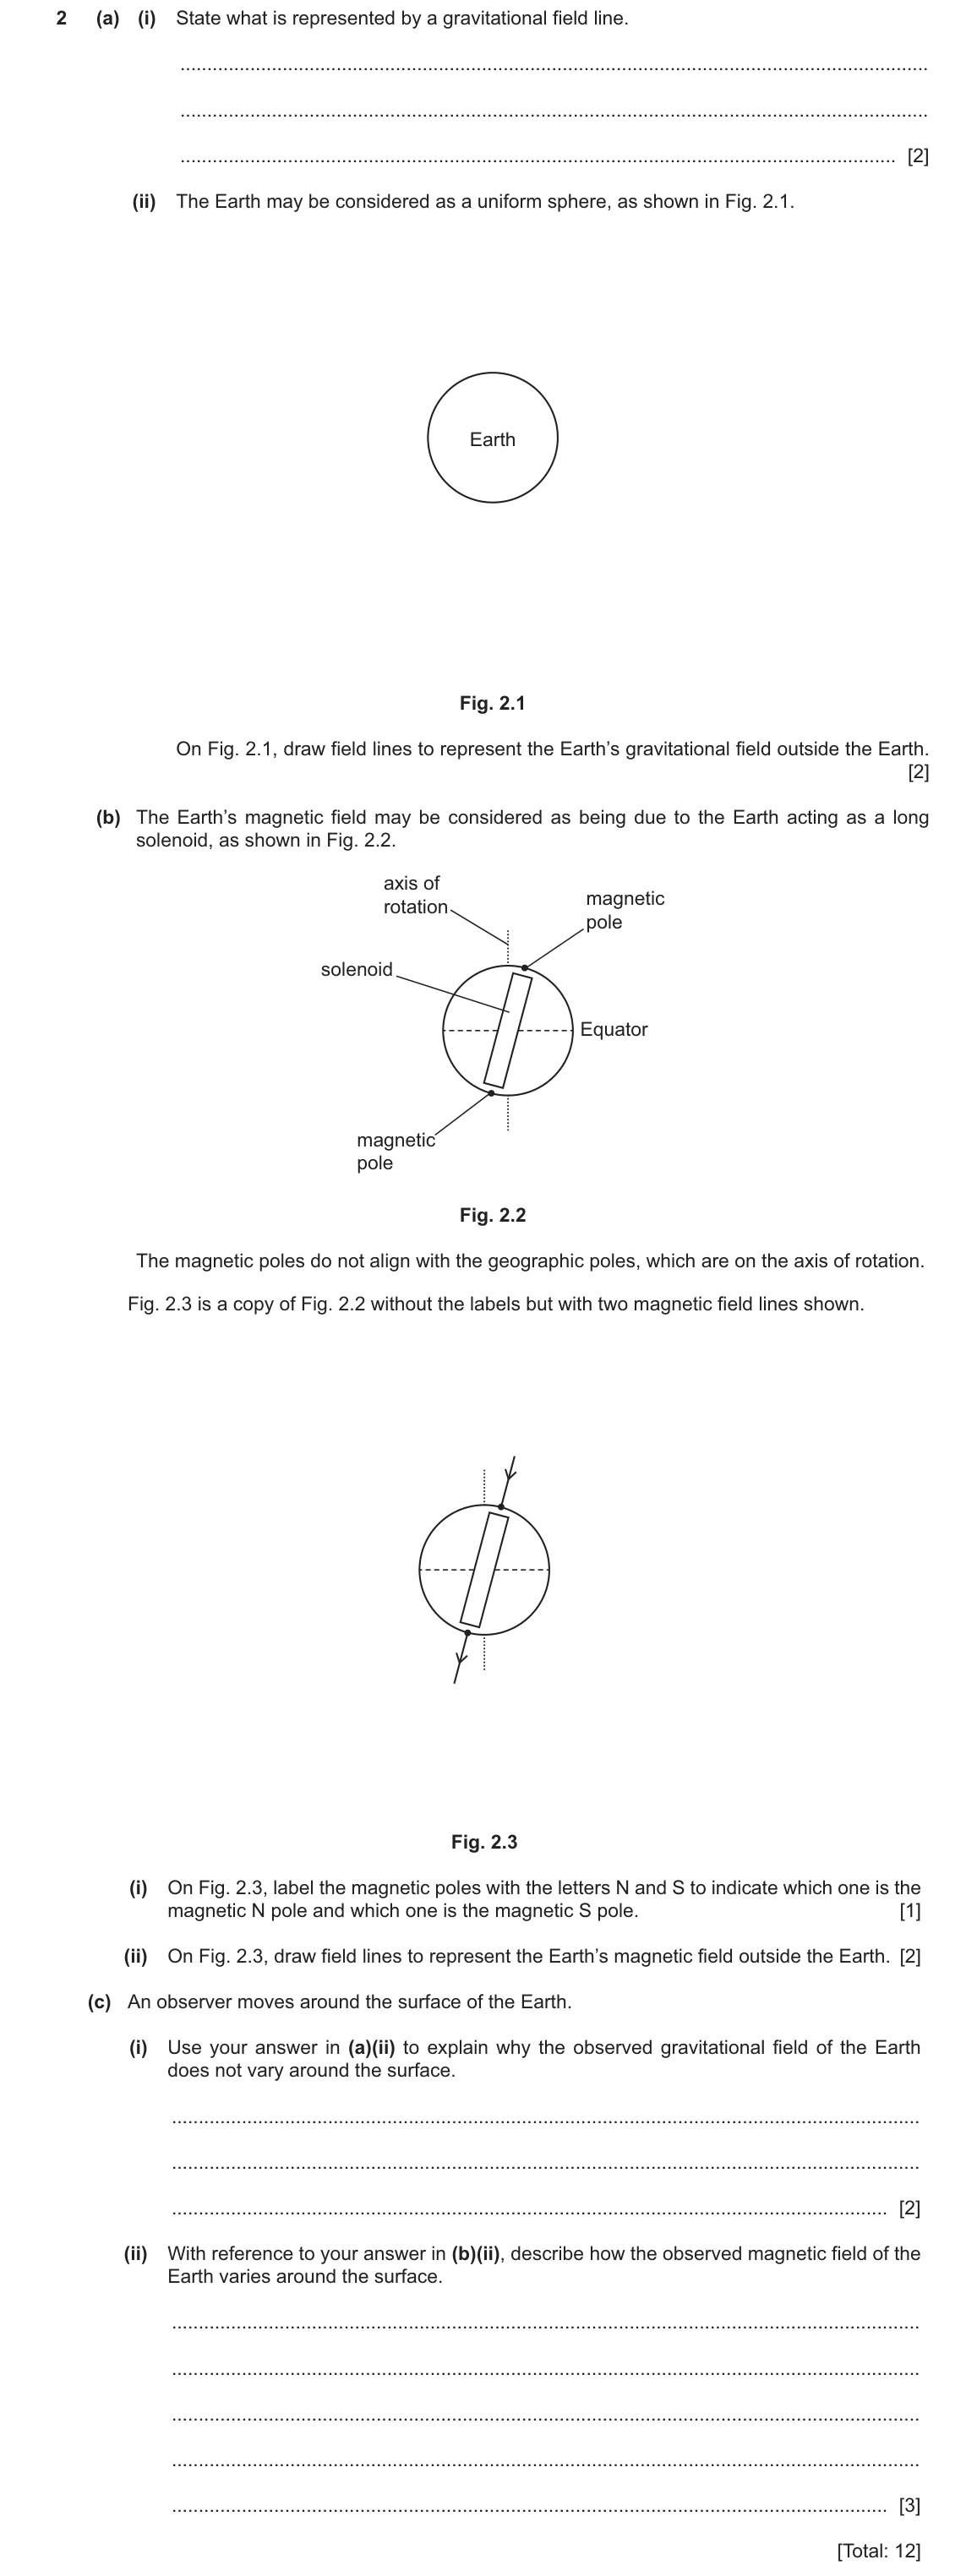 2 (a) (i) State what is represented by a gravitational field line.
[2]
(ii) The Earth may be considered as a uniform sphere, as shown in Fig. 2.1.
Earth
Fig. 2.1
On Fig. 2.1, draw field lines to represent the Earth's gravitational field outside the Earth.
[2]
(b) The Earth's magnetic field may be considered as being due to the Earth acting as a long
solenoid, as shown in Fig. 2.2.
axis of
rotation
magnetic
pole
solenoid
Equator
magnetic
pole
Fig. 2.2
The magnetic poles do not align with the geographic poles, which are on the axis of rotation.
Fig. 2.3 is a copy of Fig. 2.2 without the labels but with two magnetic field lines shown.
Fig. 2.3
(i) On Fig. 2.3, label the magnetic poles with the letters N and S to indicate which one is the
magnetic N pole and which one is the magnetic S pole. [1]
(ii) On Fig. 2.3, draw field lines to represent the Earth's magnetic field outside the Earth. [2]
(c) An observer moves around the surface of the Earth.
(i) Use your answer in (a)(ii) to explain why the observed gravitational field of the Earth
does not vary around the surface.
[2]
(ii) With reference to your answer in (b)(ii), describe how the observed magnetic field of the
Earth varies around the surface.
[3]
[Total: 12]